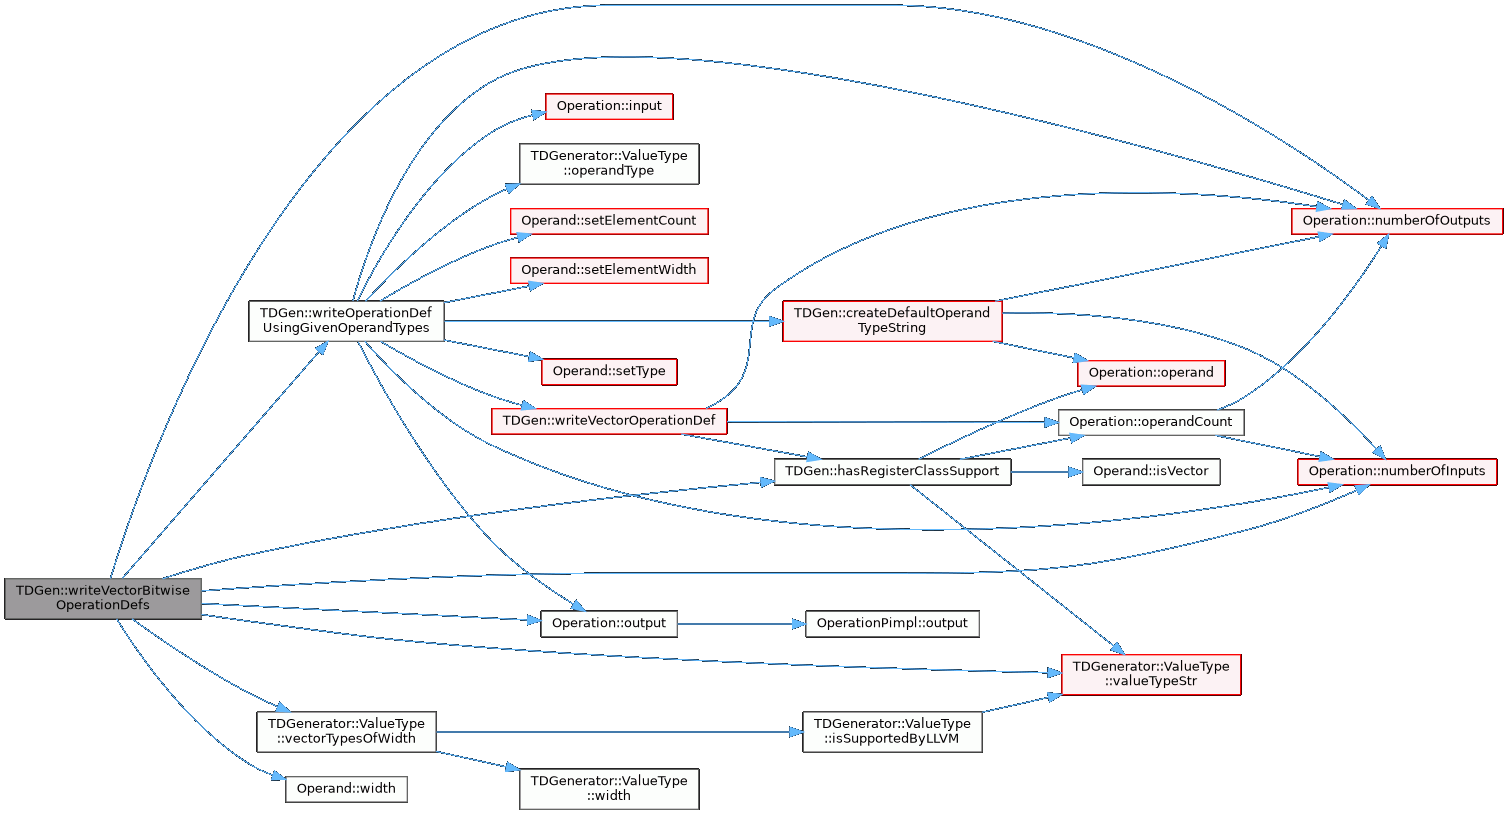 Operation::input
TDGenerator::ValueType
::operandType
Operand::setElementCount
Operation::numberOfOutputs
Operand::setElementWidth
TDGen::writeOperationDef
UsingGivenOperandTypes
TDGen::createDefaultOperand
TypeString
Operand::setType
Operation::operand
TDGen::writeVectorOperationDef
Operation::operandCount
TDGen::hasRegisterClassSupport
Operand::isVector
Operation::numberOfInputs
TDGen::writeVectorBitwise
OperationDefs
Operation::output
OperationPimpl::output
TDGenerator::ValueType
::valueTypeStr
TDGenerator::ValueType
::vectorTypesOfWidth
TDGenerator::ValueType
::isSupportedByLLVM
Operand::width
TDGenerator::ValueType
::width